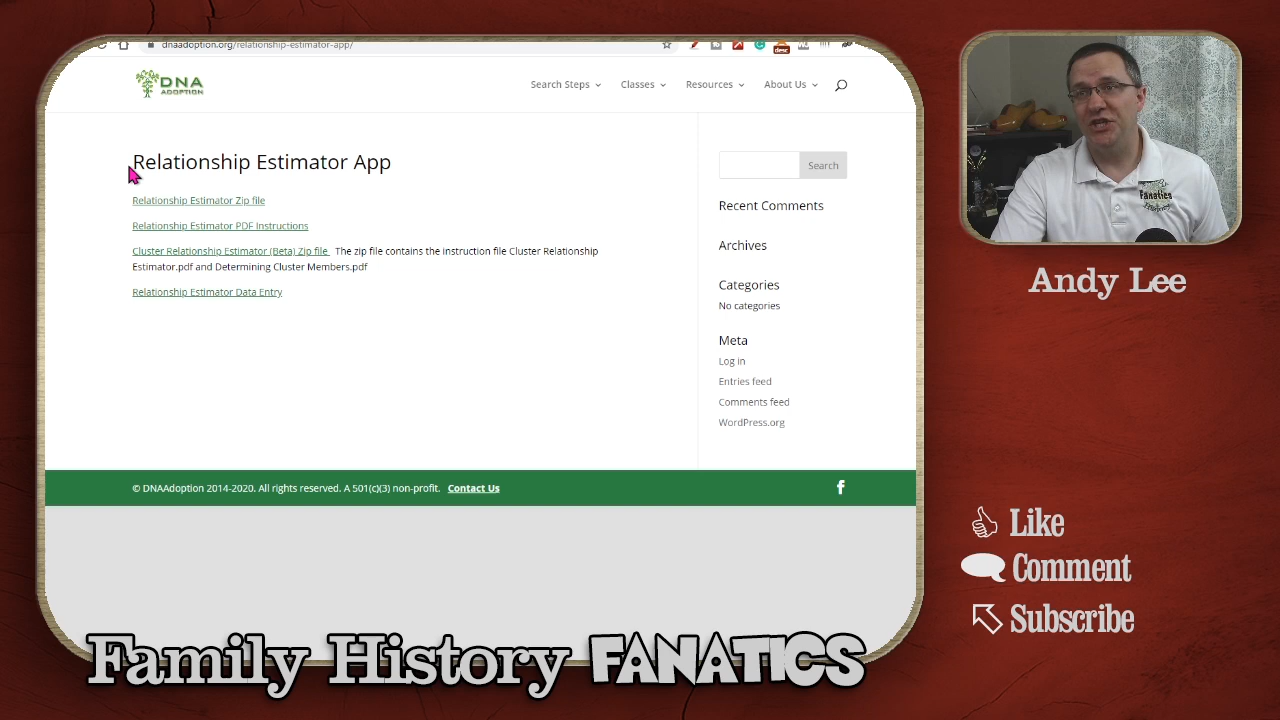 dnaadoption.org/relationship-estimator-app/
desc
DNA
ADOPTION
Search Steps
Classes
Resources
About Us
Relationship Estimator App
Relationship Estimator Zip file
Relationship Estimator PDF Instructions
Cluster Relationship Estimator (Beta) Zip file  The zip file contains the instruction file Cluster Relationship
Estimator.pdf and Determining Cluster Members.pdf
Relationship Estimator Data Entry
Search
Recent Comments
Archives
Categories
No categories
Meta
Log in
Entries feed
Comments feed
WordPress.org
© DNAAdoption 2014-2020. All rights reserved. A 501(c)(3) non-profit. Contact Us
f
Fanatics
Andy Lee
Like
Comment
Subscribe
Family History FANATICS